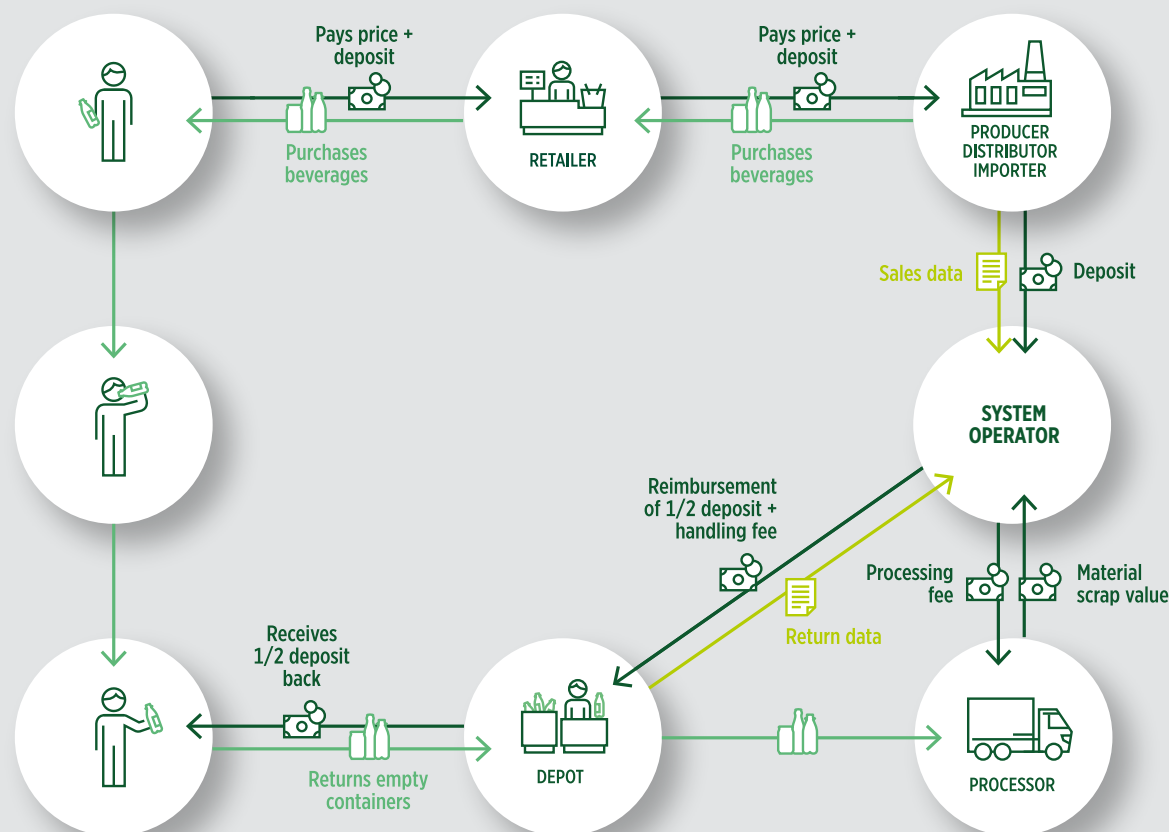 Pays price +
deposit
Pays price +
deposit
RETAILER
PRODUCER
DISTRIBUTOR
IMPORTER
Purchases
beverages
Purchases
beverages
Sales data
Deposit
SYSTEM
OPERATOR
Reimbursement
of 1/2 deposit +
handling fee
Processing
fee
Material
scrap value
Return data
Receives
1/2 deposit
back
Returns empty
containers
DEPOT
PROCESSOR